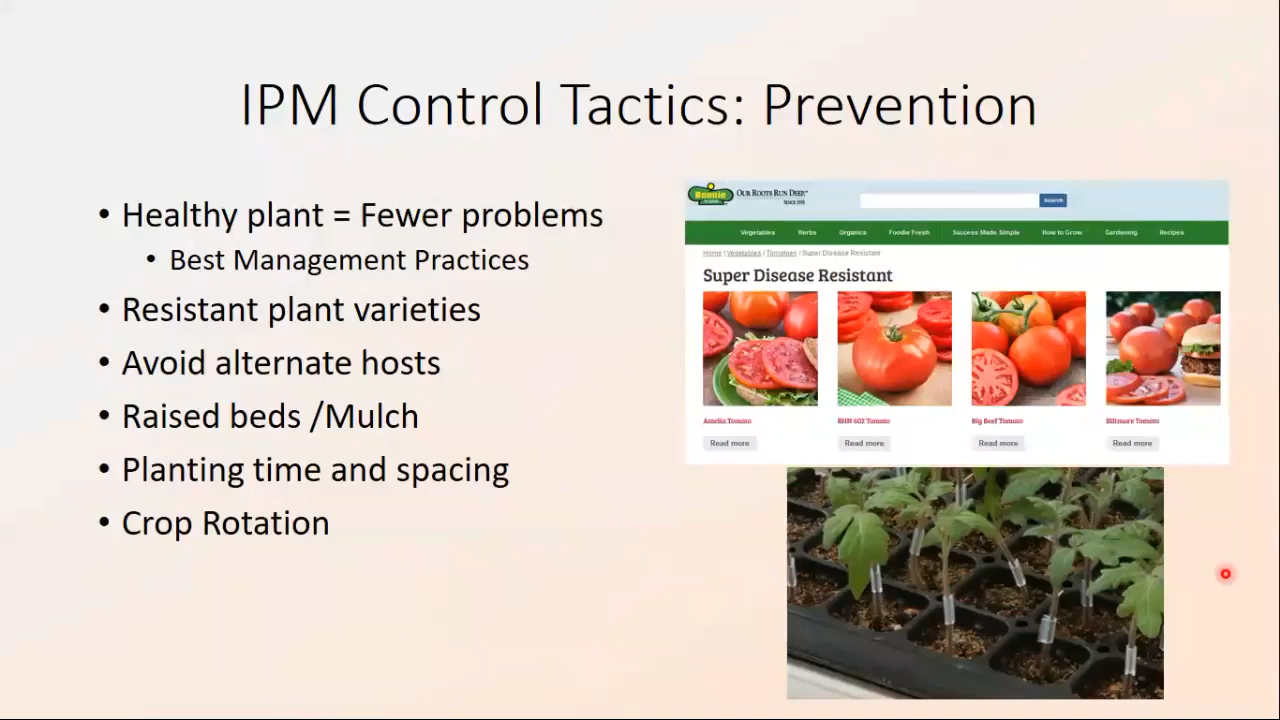 IPM Control Tactics: Prevention
• Healthy plant = Fewer problems
• Best Management Practices
• Resistant plant varieties
• Avoid alternate hosts
• Raised beds /Mulch
• Planting time and spacing
• Crop Rotation
Bonnie
OUR ROOTS RUN DEEP.
SINCE 1918
Search
Vegetables Herbs Organics Foodie Fresh Success Made Simple How to Grow Gardening Recipes
Home / Vegetables / Tomatoes / Super Disease Resistant
Super Disease Resistant
Amelia Tomato BHN 602 Tomato Big Beef Tomato Biltmore Tomato
Read more Read more Read more Read more